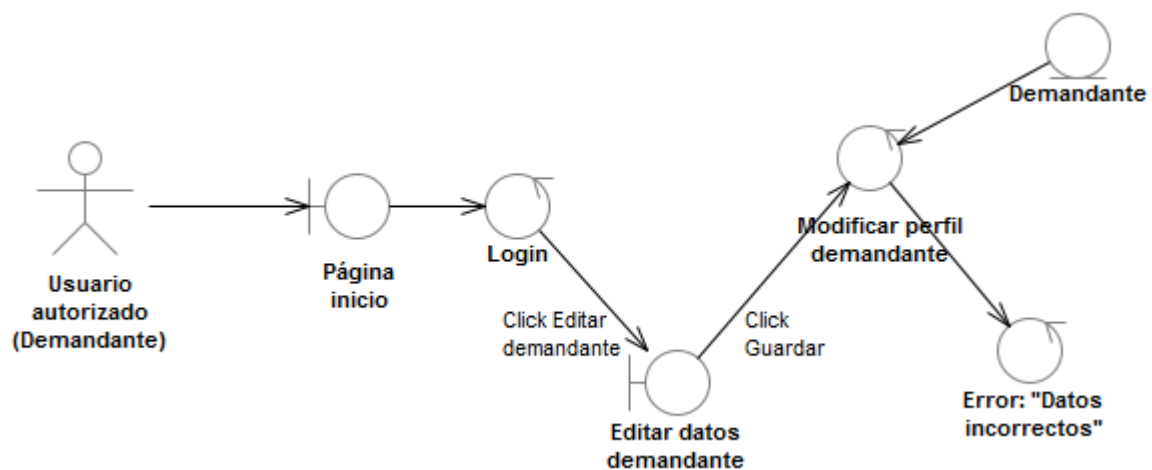 Usuario
autorizado
(Demandante)
Página
inicio
Login
Click Editar
demandante
Editar datos
demandante
Click
Guardar
Modificar perfil
demandante
Demandante
Error: "Datos
incorrectos"